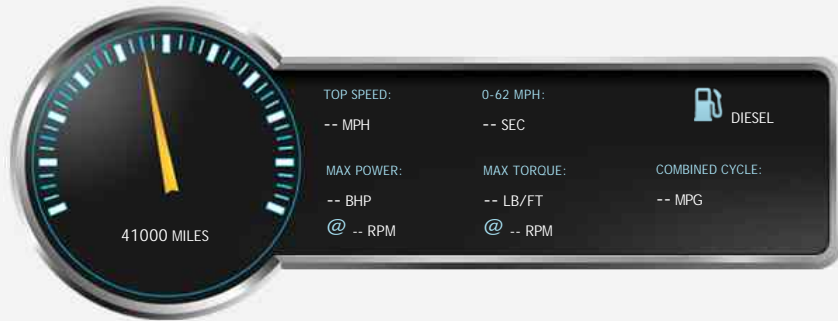 41000 MILES
TOP SPEED:
-- MPH
0-62 MPH:
-- SEC
DIESEL
MAX POWER:
-- BHP
@ -- RPM
MAX TORQUE:
-- LB/FT
@ -- RPM
COMBINED CYCLE:
-- MPG